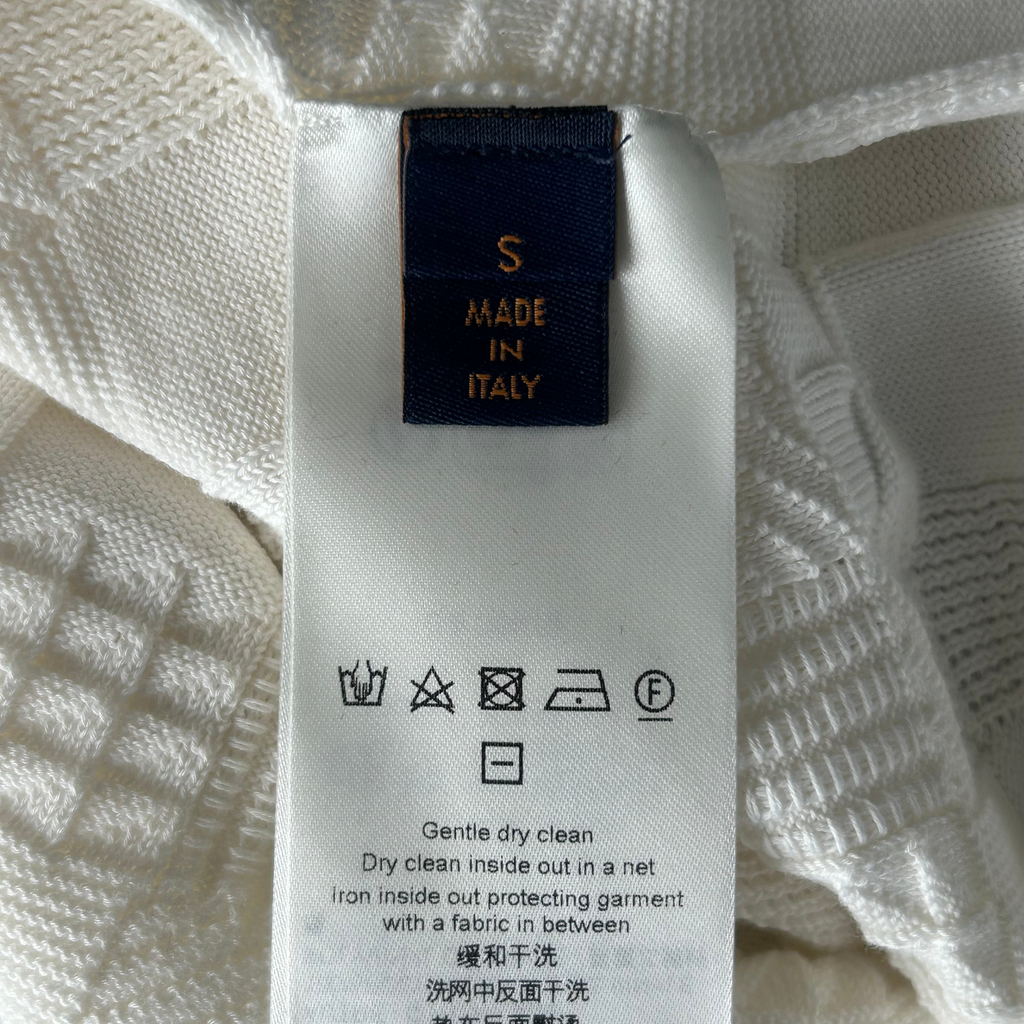 S
MADE
IN
ITALY
F
Gentle dry clean
Dry clean inside out in a net
Iron inside out protecting garment
with a fabric in between
缓和干洗
洗网中反面干洗